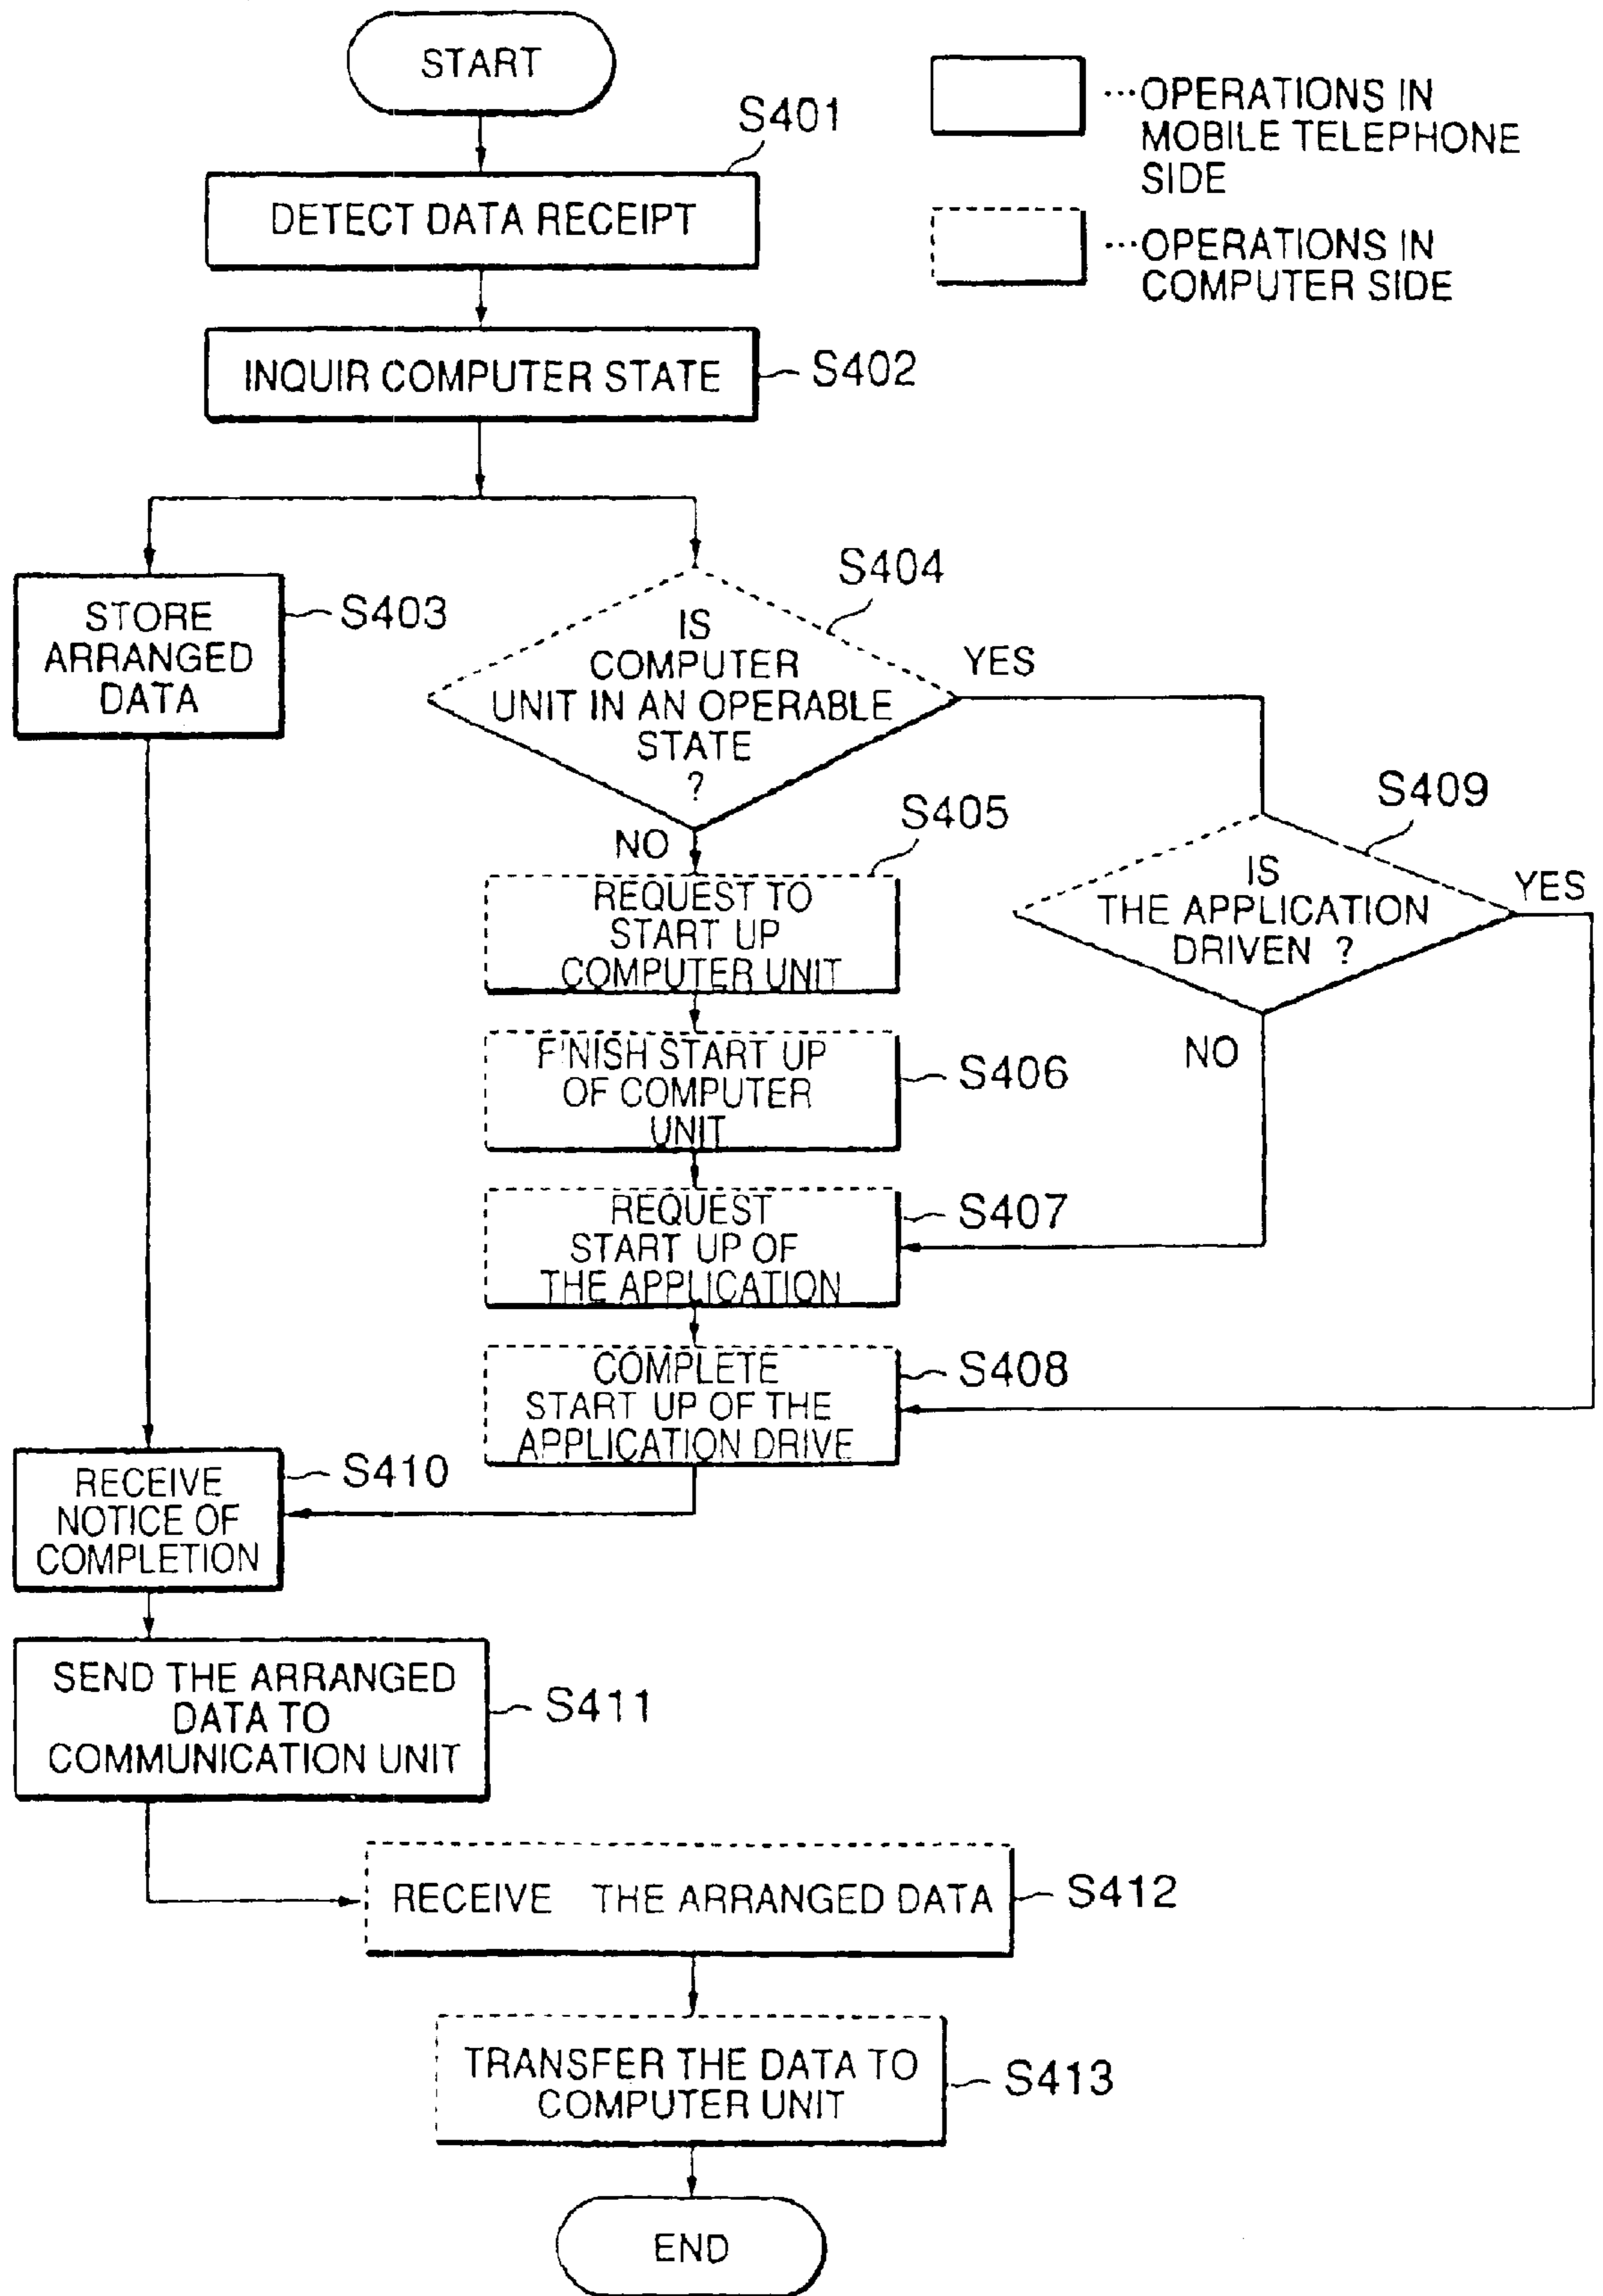 START
S401
DETECT DATA RECEIPT
···OPERATIONS IN
MOBILE TELEPHONE
SIDE
···OPERATIONS IN
COMPUTER SIDE
INQUIR COMPUTER STATE
S402
STORE
ARRANGED
DATA
S403
S404
IS
COMPUTER
UNIT IN AN OPERABLE
STATE
?
YES
NO
S405
REQUEST TO
START UP
COMPUTER UNIT
S409
IS
THE APPLICATION
DRIVEN ?
YES
NO
FINISH START UP
OF COMPUTER
UNIT
S406
REQUEST
START UP OF
THE APPLICATION
S407
COMPLETE
START UP OF THE
APPLICATION DRIVE
S408
RECEIVE
NOTICE OF
COMPLETION
S410
SEND THE ARRANGED
DATA TO
COMMUNICATION UNIT
S411
RECEIVE THE ARRANGED DATA
S412
TRANSFER THE DATA TO
COMPUTER UNIT
S413
END